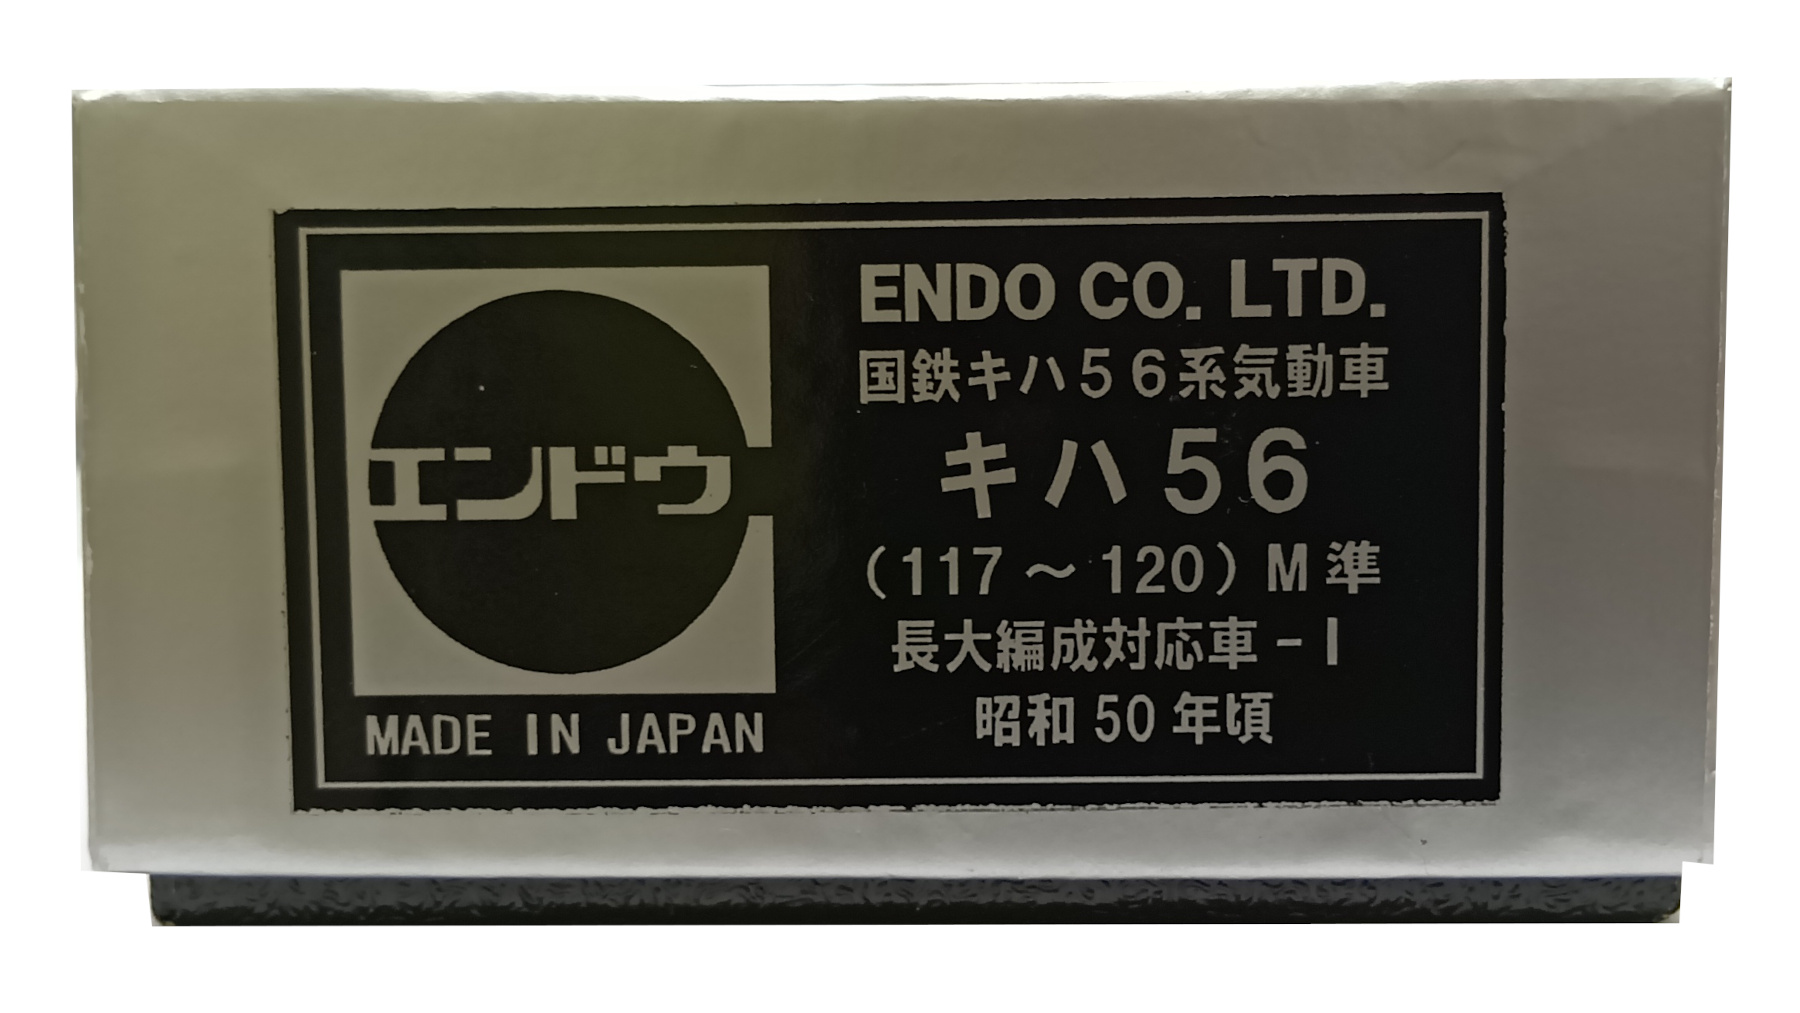 エンドウ
MADE IN JAPAN
ENDO CO. LTD.
国鉄キハ56系気動車
キハ56
（117～120）M準
長大編成対応車-I
昭和50年頃